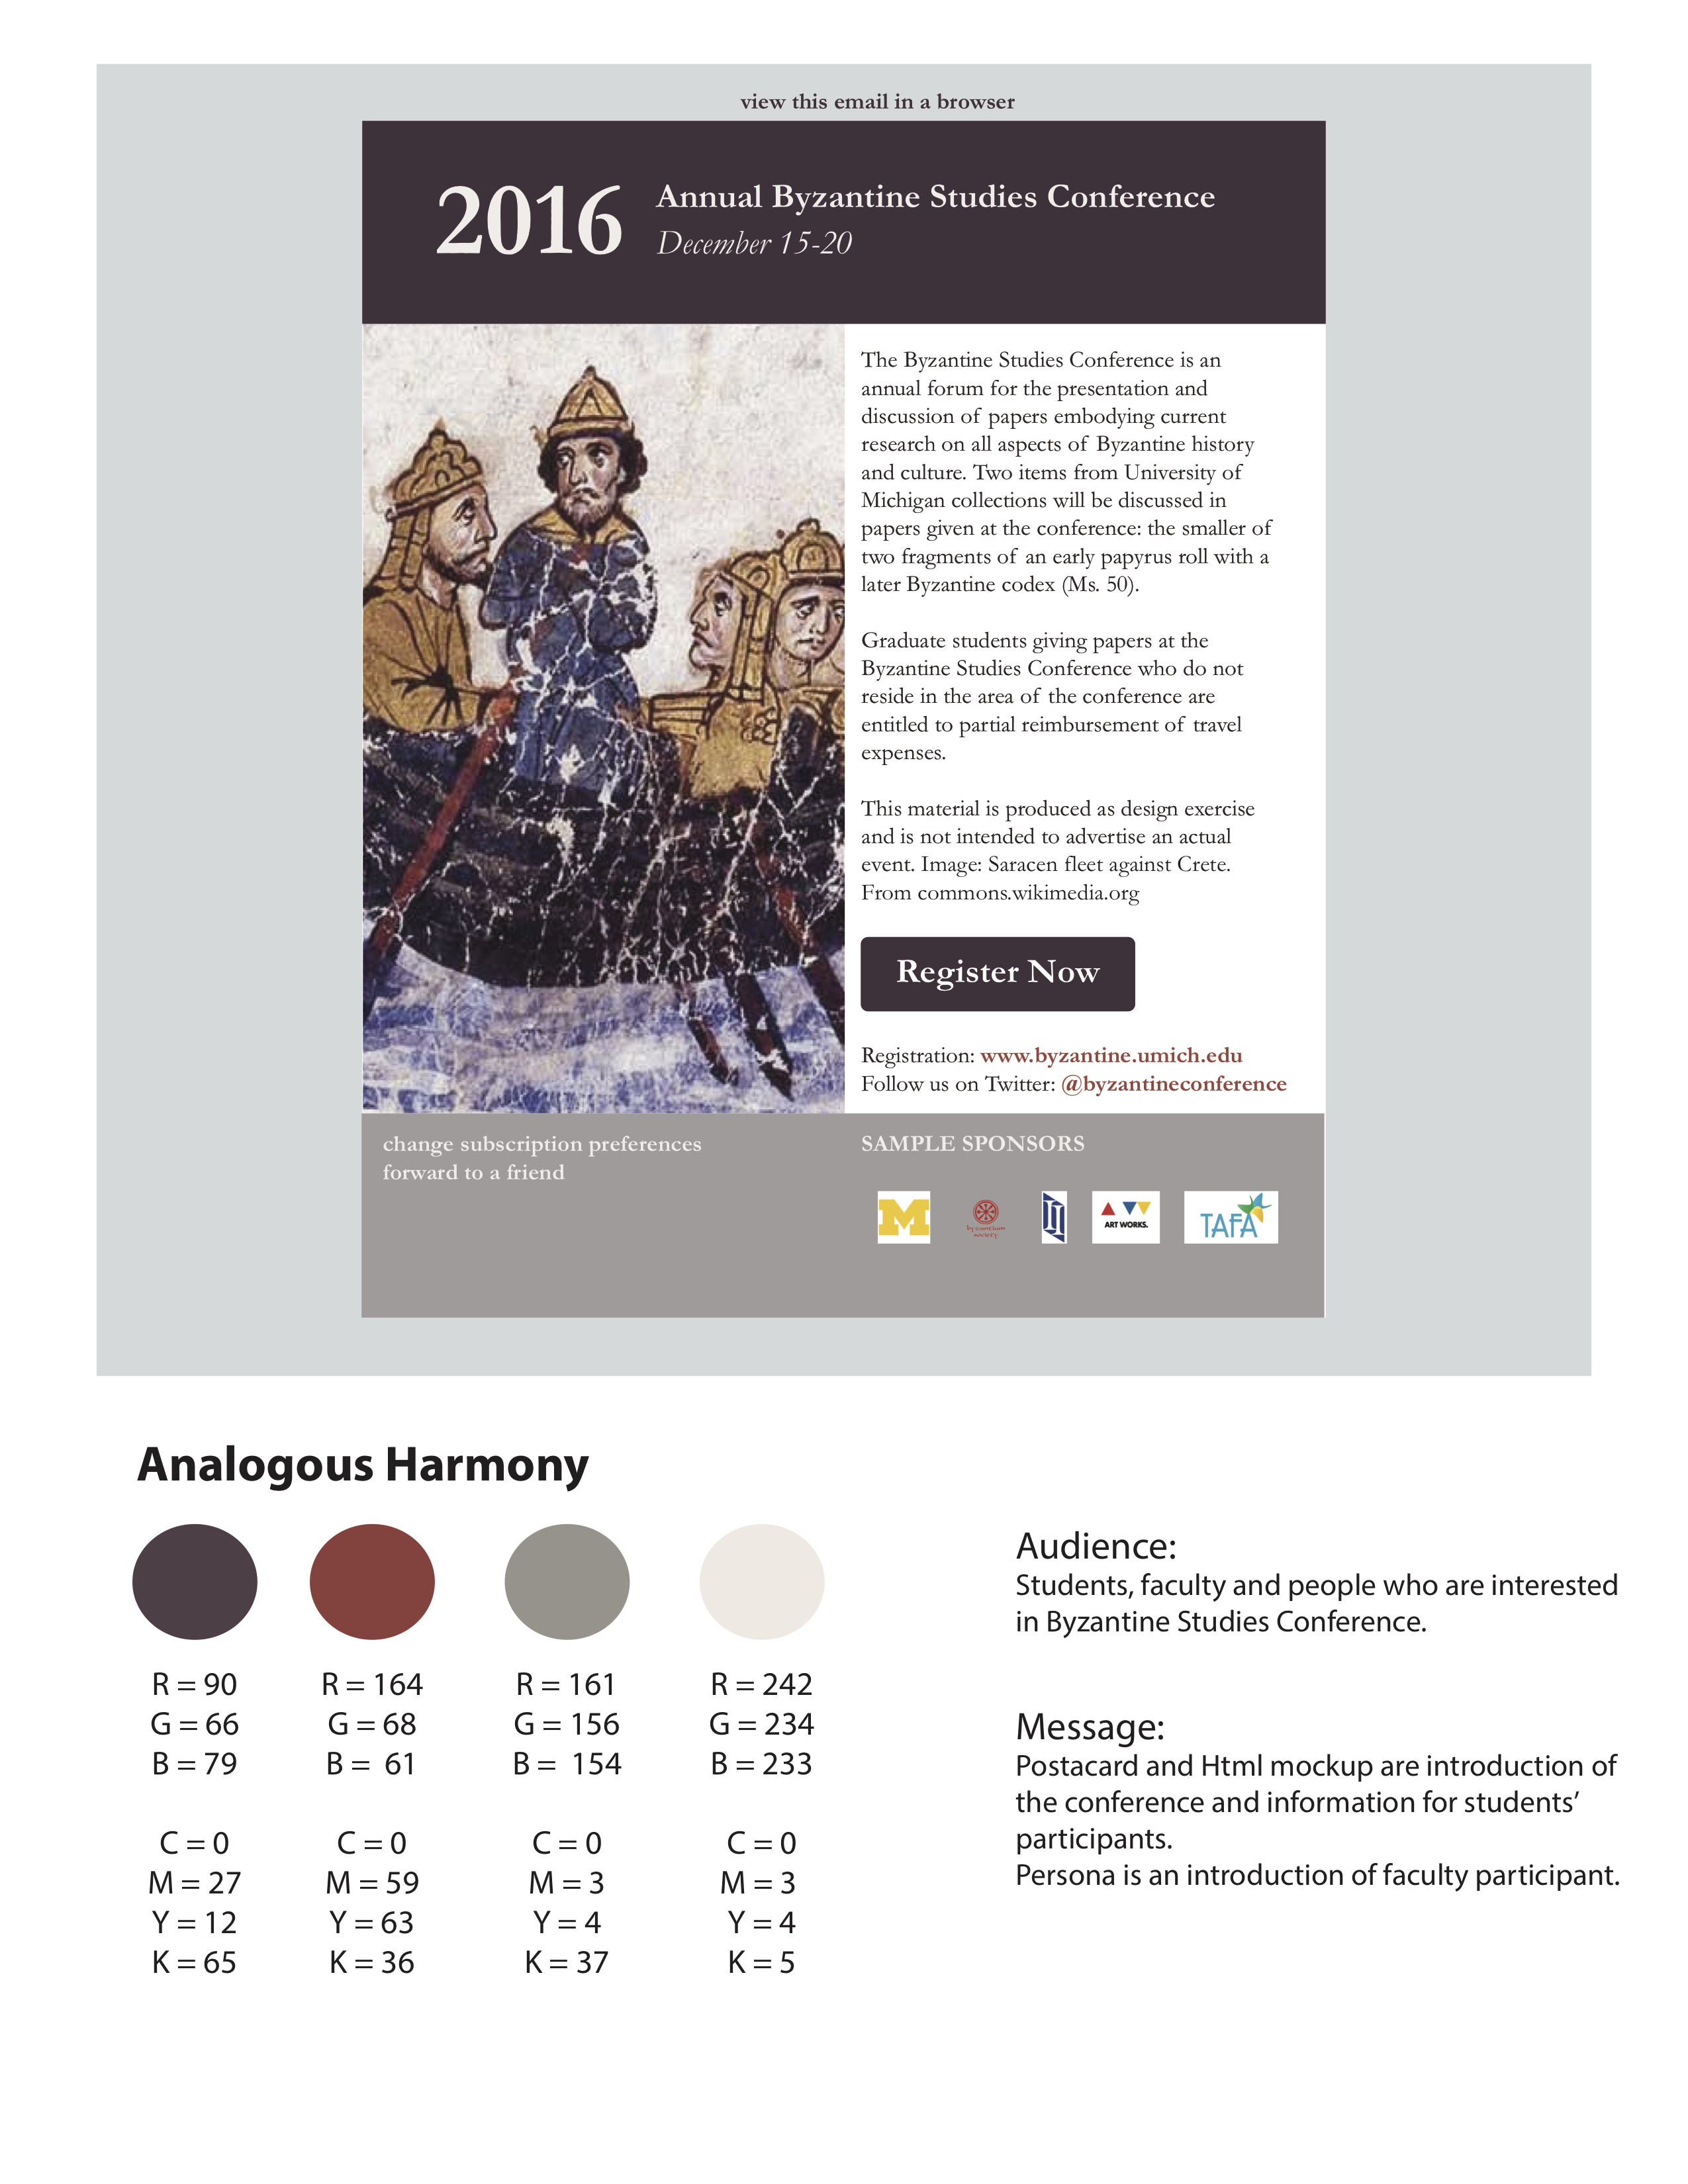 view this email in a browser
2016
Annual Byzantine Studies Conference
December 15-20
The Byzantine Studies Conference is an
annual forum for the presentation and
discussion of papers embodying current
research on all aspects of Byzantine history
and culture. Two items from University of
Michigan collections will be discussed in
papers given at the conference: the smaller of
two fragments of an early papyrus roll with a
later Byzantine codex (Ms. 50).
Graduate students giving papers at the
Byzantine Studies Conference who do not
reside in the area of the conference are
entitled to partial reimbursement of travel
expenses.
This material is produced as design exercise
and is not intended to advertise an actual
event. Image: Saracen fleet against Crete.
From commons.wikimedia.org
Register Now
Registration: www.byzantine.umich.edu
Follow us on Twitter: @byzantineconference
change subscription preferences
forward to a friend
SAMPLE SPONSORS
M
byzantium
society
ART WORKS.
TAFA
Analogous Harmony
R = 90
G = 66
B = 79
C = 0
M = 27
Y = 12
K = 65
R = 164
G = 68
B = 61
C = 0
M = 59
Y = 63
K = 36
R = 161
G = 156
B = 154
C = 0
M = 3
Y = 4
K = 37
R = 242
G = 234
B = 233
C = 0
M = 3
Y = 4
K = 5
Audience:
Students, faculty and people who are interested
in Byzantine Studies Conference.
Message:
Postacard and Html mockup are introduction of
the conference and information for students’
participants.
Persona is an introduction of faculty participant.